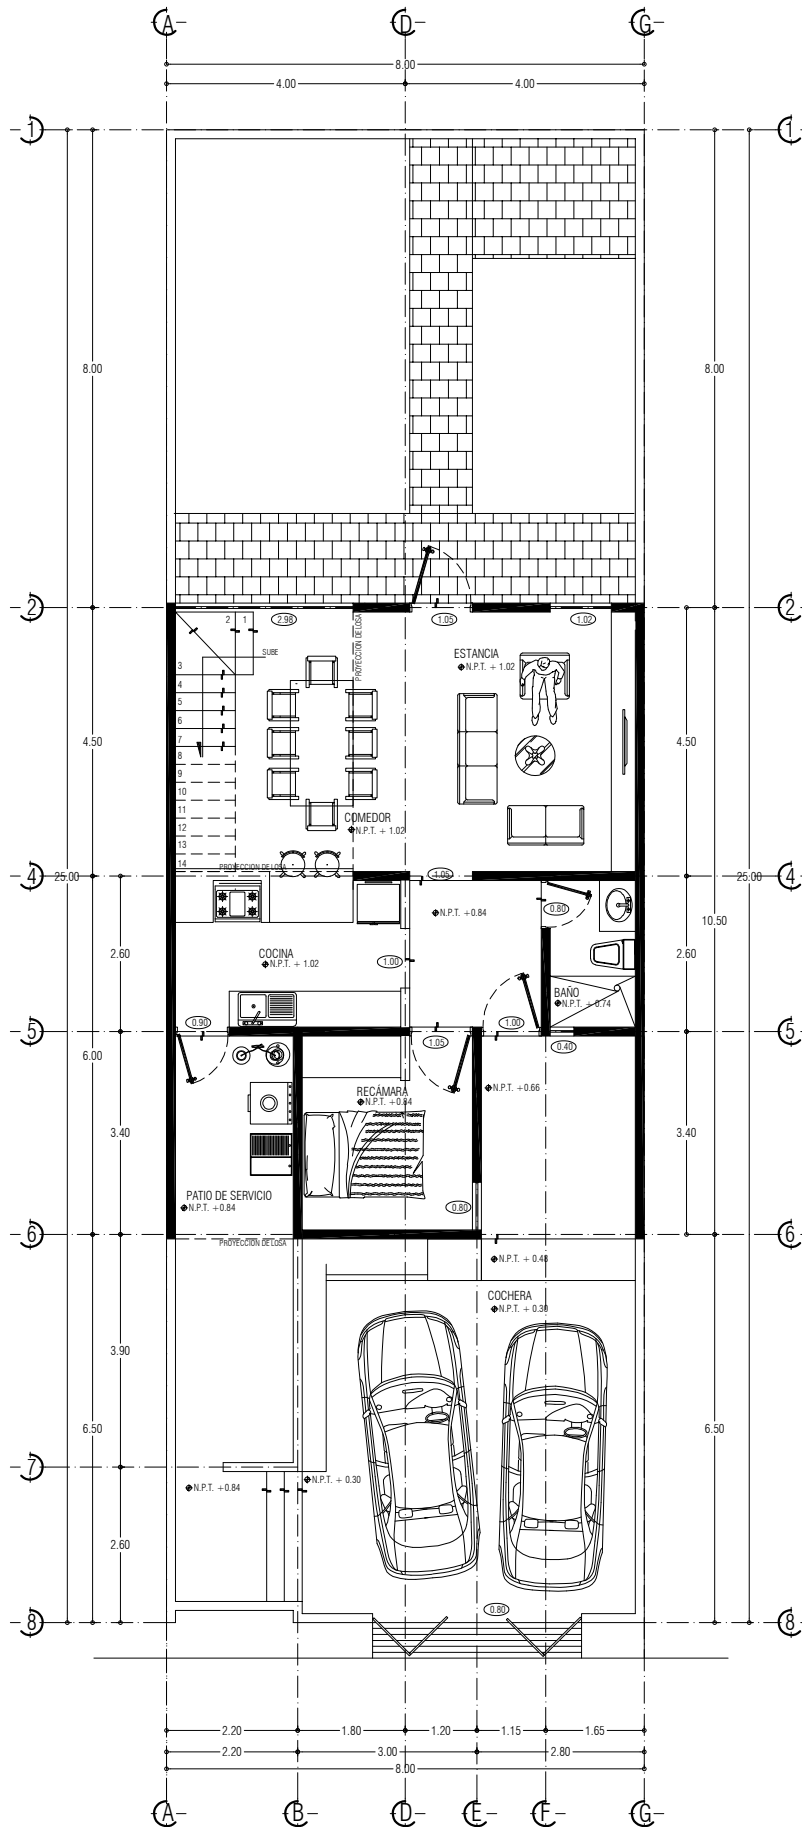 A D G
8.00
4.00 4.00
1 1
8.00 8.00
2 2
2 1 2.98 1.05 1.02
SUBE
PROYECCION DE LOSA
ESTANCIA
N.P.T. + 1.02
3
4
5
6
7
8
9
10
11
12
13
14
4.50 4.50
COMEDOR
N.P.T. + 1.02
PROYECCION DE LOSA
4 25.00 1.05 25.00 4
N.P.T. +0.84
0.80
10.50
2.60 2.60
COCINA
N.P.T. + 1.02
1.00
BAÑO
N.P.T. +0.74
5 0.90 1.05 1.00 0.40 5
6.00
N.P.T. +0.66
RECÁMARA
N.P.T. +0.84
3.40 3.40
PATIO DE SERVICIO
N.P.T. +0.84
0.80
6 PROYECCION DE LOSA 6
N.P.T. + 0.48
COCHERA
N.P.T. + 0.30
3.90
6.50 6.50
7
N.P.T. +0.84
N.P.T. + 0.30
2.60
0.80
8 8
2.20 1.80 1.20 1.15 1.65
2.20 3.00 2.80
8.00
A B D E F G